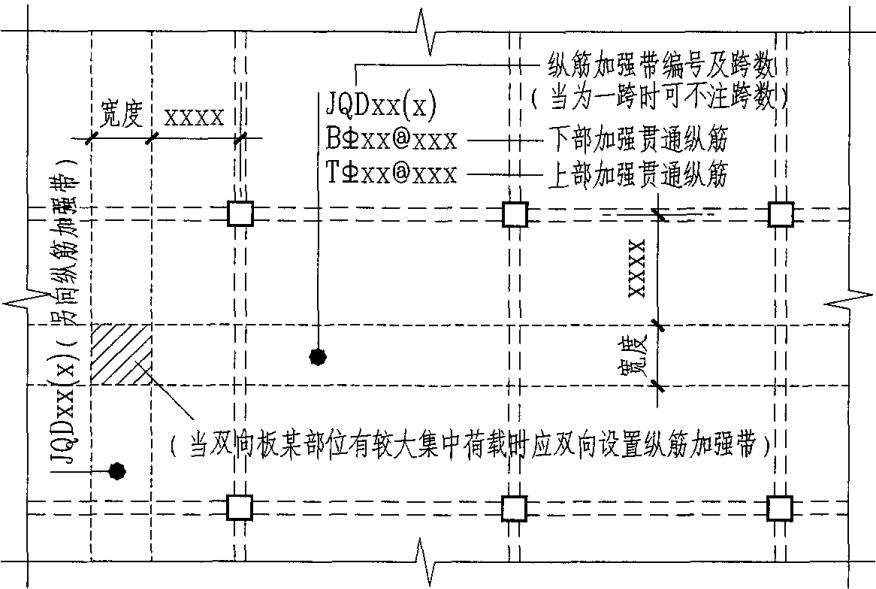 纵筋加强带编号及跨数
(当为一跨时可不注跨数)
JQDxx(x)
B⏀xx@xxx
下部加强贯通纵筋
T⏀xx@xxx
上部加强贯通纵筋
宽度
xxxx
xxxx
宽度
JQDxx(x)(另向纵筋加强带)
(当双向板某部位有较大集中荷载时应双向设置纵筋加强带)